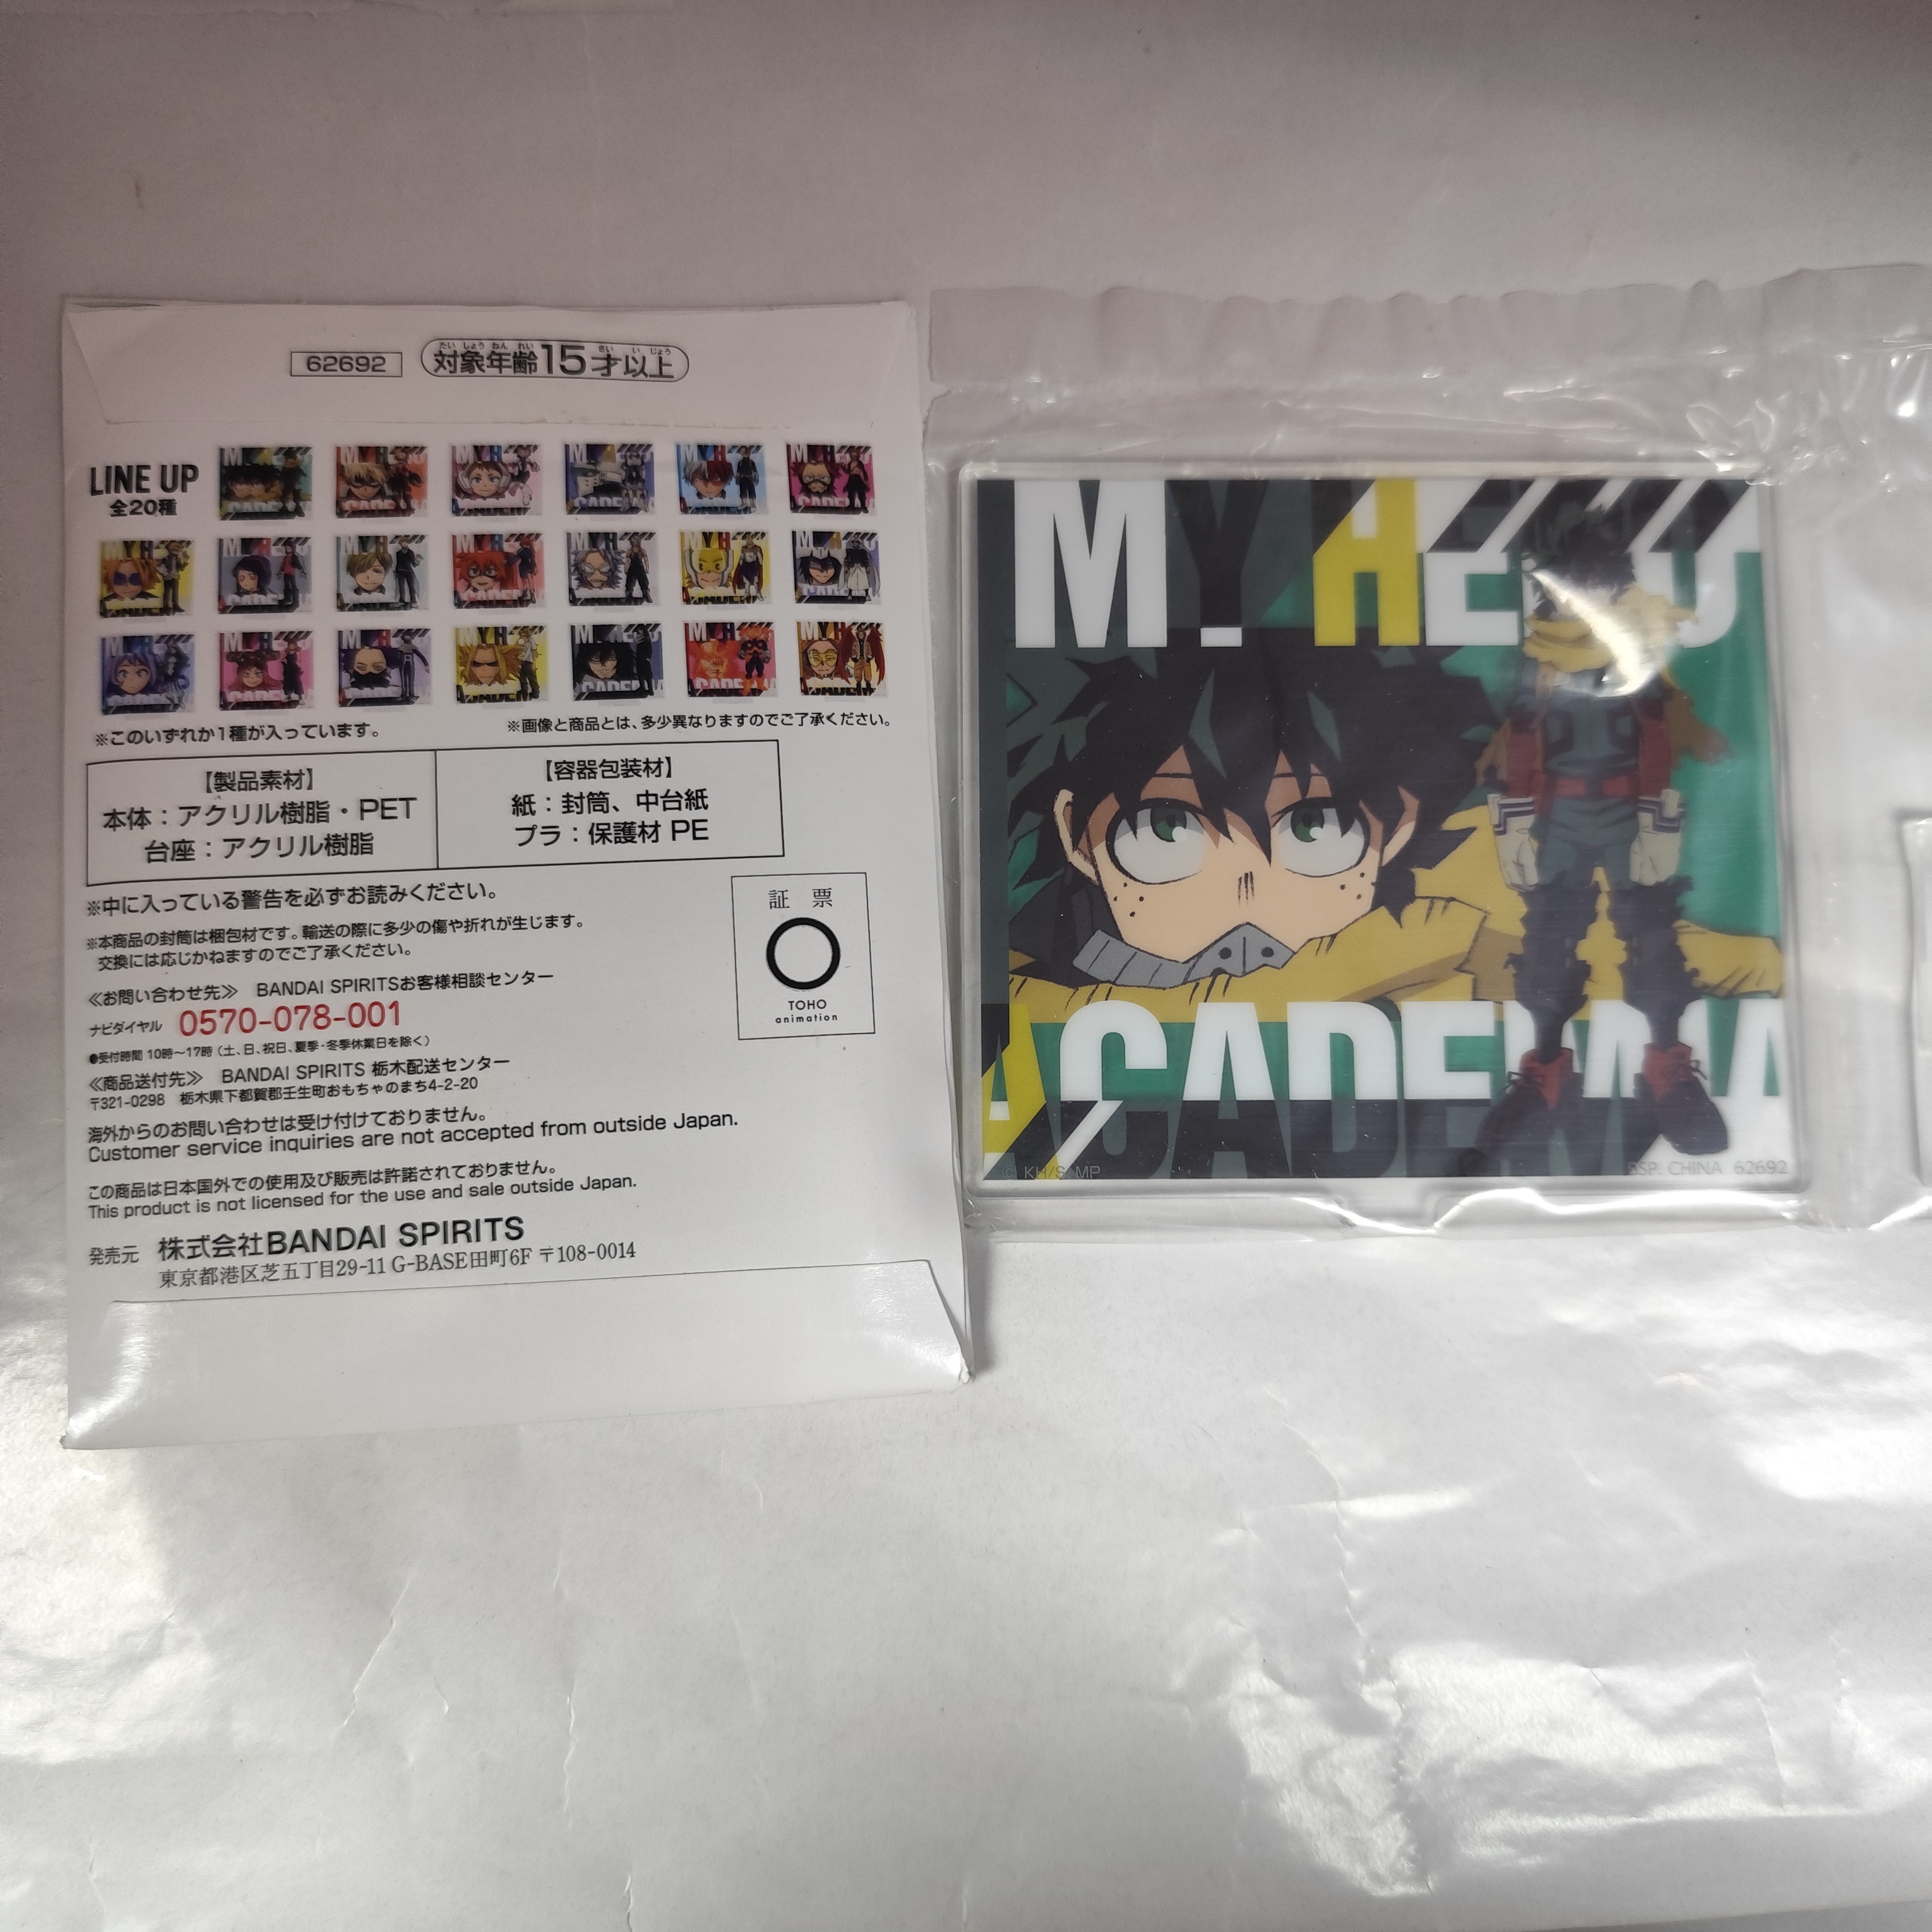 62692
対象年齢15才以上
LINE UP
全20種
※このいずれか1種が入っています。
※画像と商品とは、多少異なりますのでご了承ください。
【製品素材】
本体:アクリル樹脂・PET
台座:アクリル樹脂
【容器包装材】
紙:封筒、中台紙
プラ:保護材 PE
※中に入っている警告を必ずお読みください。
※本商品の封筒は梱包材です。輸送の際に多少の傷や折れが生じます。
交換には応じかねますのでご了承ください。
≪お問い合わせ先≫ BANDAI SPIRITSお客様相談センター
ナビダイヤル 0570-078-001
●受付時間 10時〜17時(土、日、祝日、夏季・冬季休業日を除く)
≪商品送付先≫ BANDAI SPIRITS 栃木配送センター
〒321-0298 栃木県下都賀郡壬生町おもちゃのまち4-2-20
海外からのお問い合わせは受け付けておりません。
Customer service inquiries are not accepted from outside Japan.
この商品は日本国外での使用及び販売は許諾されておりません。
This product is not licensed for the use and sale outside Japan.
発売元 株式会社BANDAI SPIRITS
東京都港区芝五丁目29-11 G-BASE田町6F 〒108-0014
証票
TOHO
animation
MY HERO
ACADEMIA
BSP. CHINA 62692